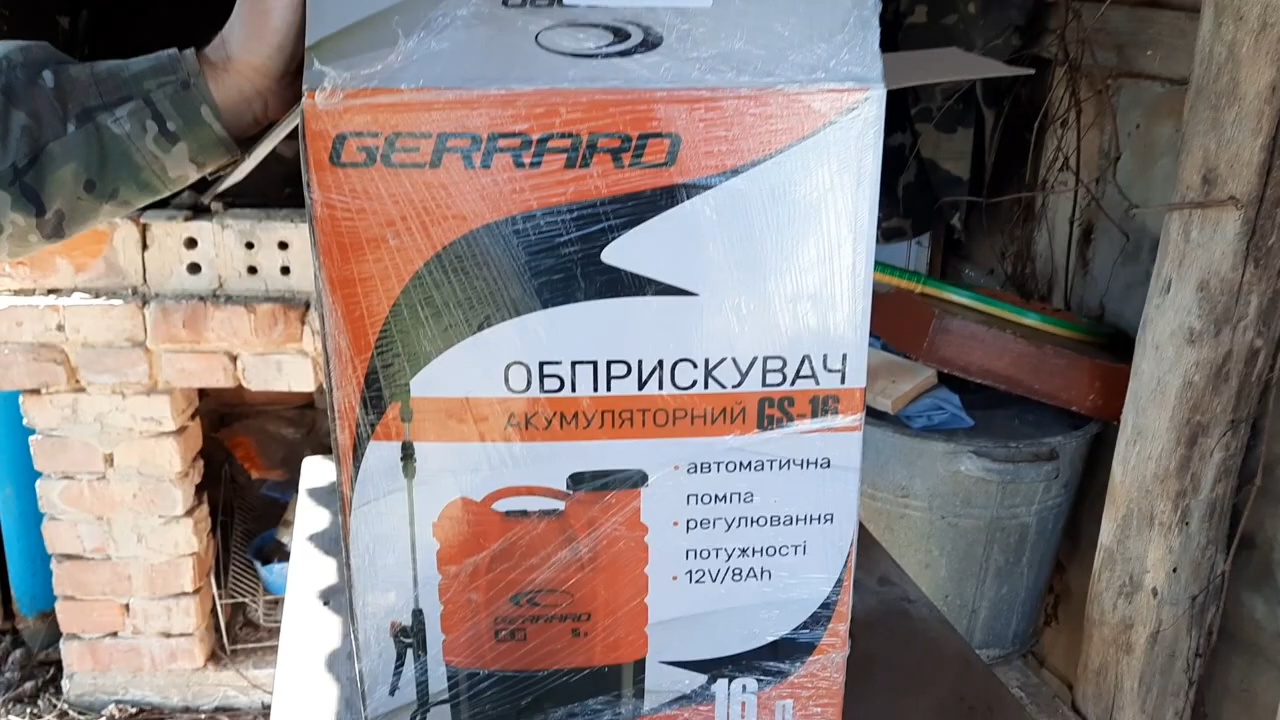 GERRARD
ОБПРИСКУВАЧ
АКУМУЛЯТОРНИЙ GS-16
• автоматична
помпа
• регулювання
потужності
• 12V/8Ah
GERRARD
16 л